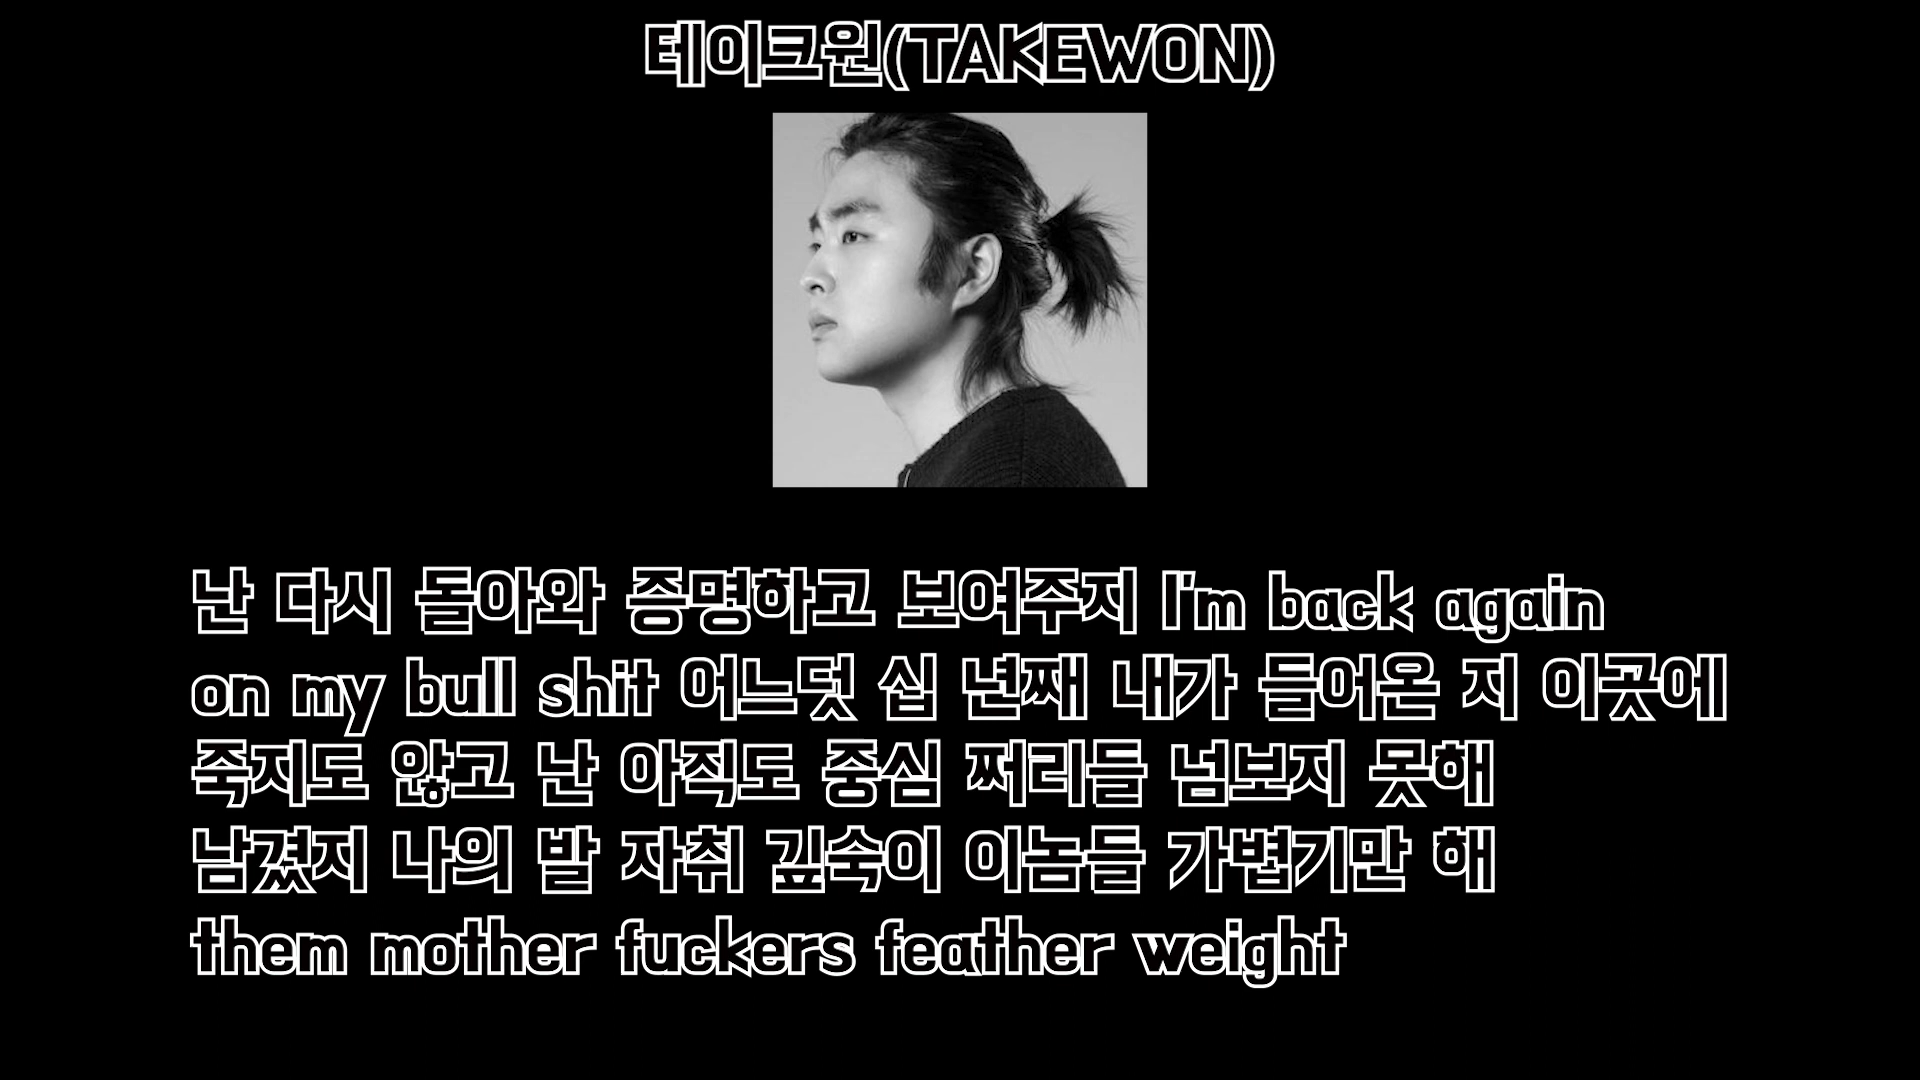 테이크원(TAKEWON)
난 다시 돌아와 증명하고 보여주지 I'm back again
on my bull shit 어느덧 십 년째 내가 들어온 지 이곳에
죽지도 않고 난 아직도 중심 쩌리들 넘보지 못해
남겼지 나의 발 자취 깊숙이 이놈들 가볍기만 해
them mother fuckers feather weight